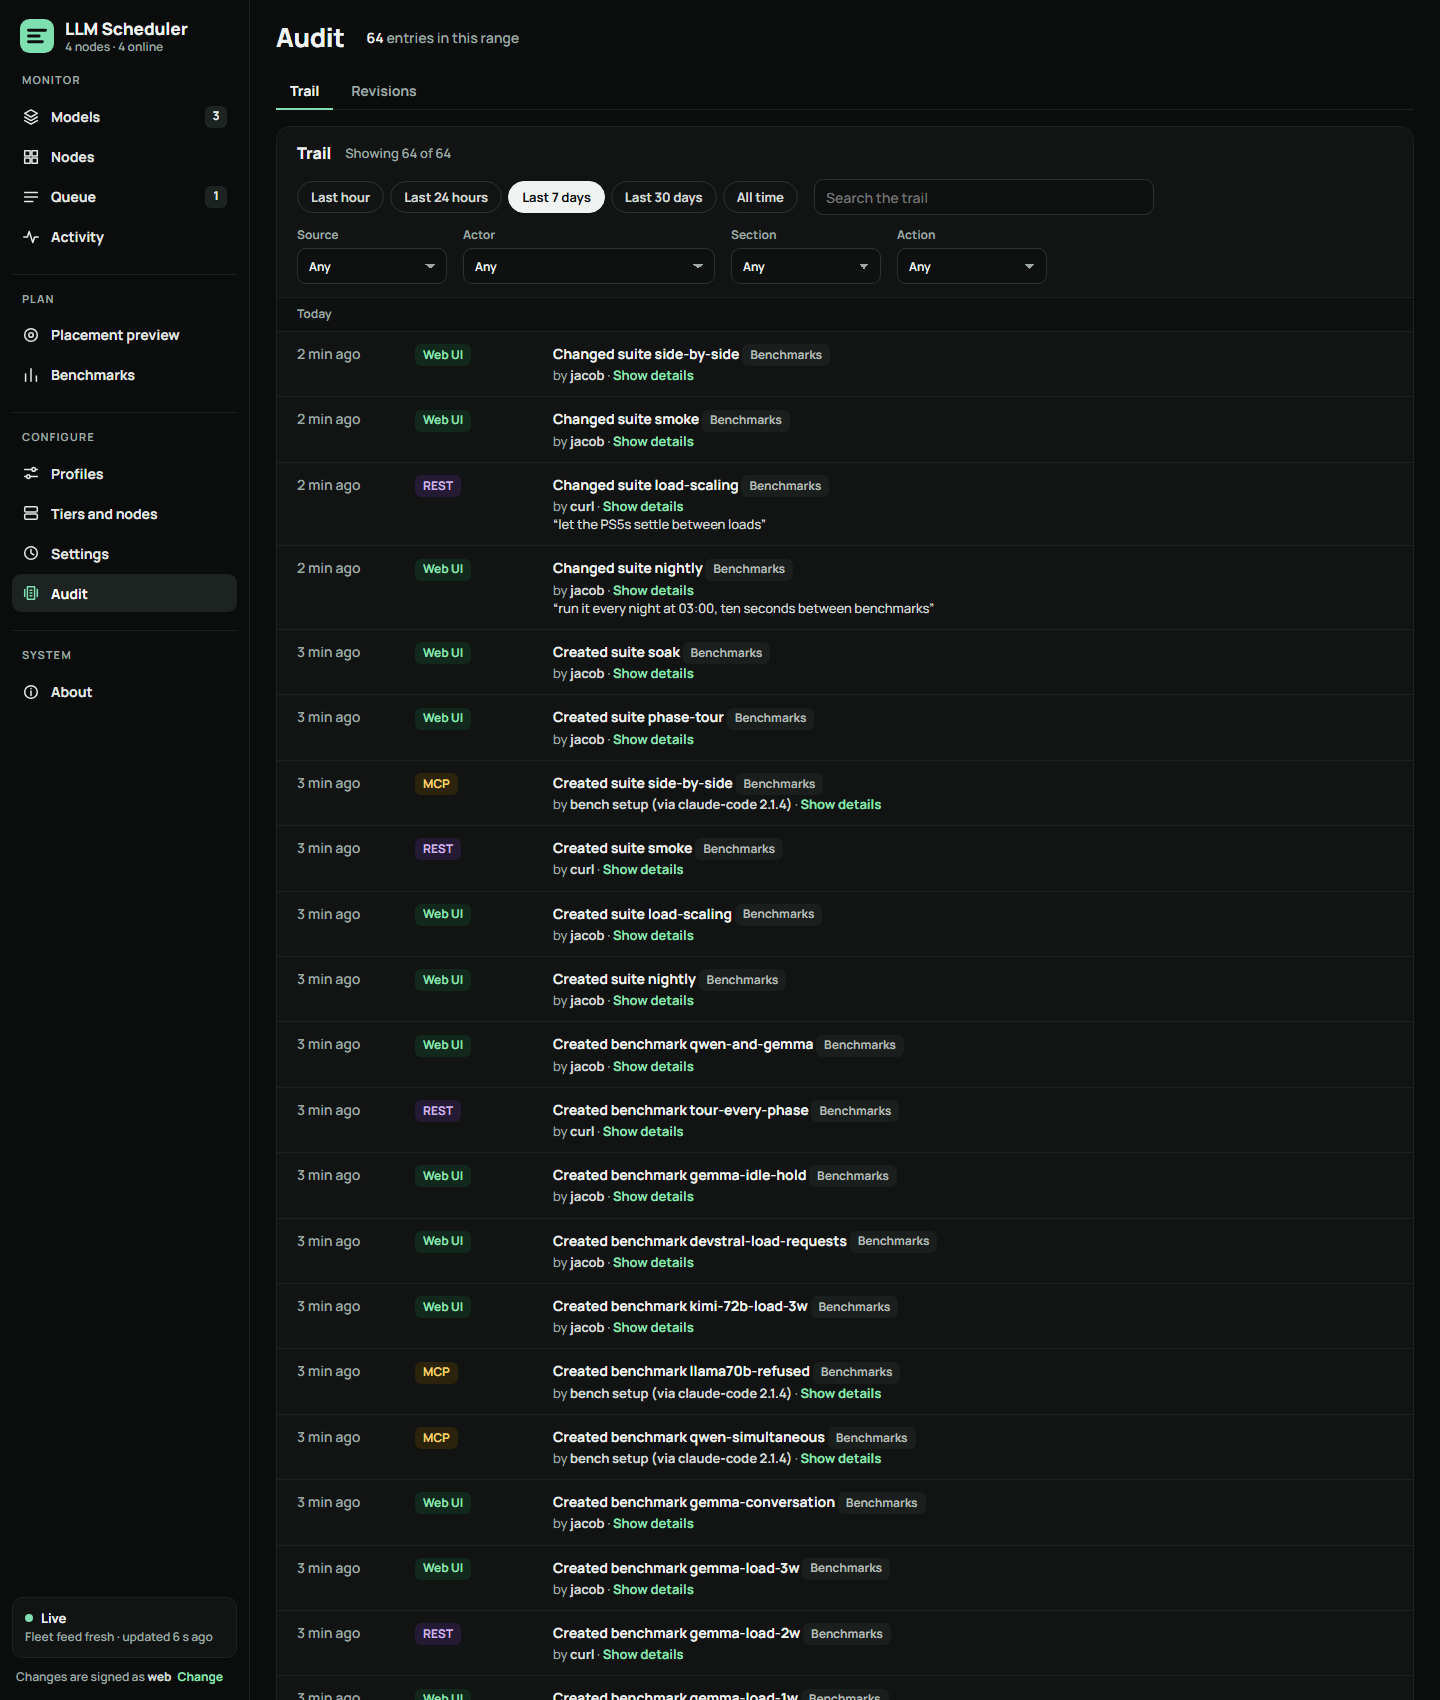 LLM Scheduler
4 nodes · 4 online
MONITOR
Models 3
Nodes
Queue 1
Activity
PLAN
Placement preview
Benchmarks
CONFIGURE
Profiles
Tiers and nodes
Settings
Audit
SYSTEM
About
Live
Fleet feed fresh · updated 6 s ago
Changes are signed as web Change
Audit 64 entries in this range
Trail Revisions
Trail Showing 64 of 64
Last hour Last 24 hours Last 7 days Last 30 days All time Search the trail
Source Actor Section Action
Any Any Any Any
Today
2 min ago Web UI Changed suite side-by-side Benchmarks
by jacob · Show details
2 min ago Web UI Changed suite smoke Benchmarks
by jacob · Show details
2 min ago REST Changed suite load-scaling Benchmarks
by curl · Show details
“let the PS5s settle between loads”
2 min ago Web UI Changed suite nightly Benchmarks
by jacob · Show details
“run it every night at 03:00, ten seconds between benchmarks”
3 min ago Web UI Created suite soak Benchmarks
by jacob · Show details
3 min ago Web UI Created suite phase-tour Benchmarks
by jacob · Show details
3 min ago MCP Created suite side-by-side Benchmarks
by bench setup (via claude-code 2.1.4) · Show details
3 min ago REST Created suite smoke Benchmarks
by curl · Show details
3 min ago Web UI Created suite load-scaling Benchmarks
by jacob · Show details
3 min ago Web UI Created suite nightly Benchmarks
by jacob · Show details
3 min ago Web UI Created benchmark qwen-and-gemma Benchmarks
by jacob · Show details
3 min ago REST Created benchmark tour-every-phase Benchmarks
by curl · Show details
3 min ago Web UI Created benchmark gemma-idle-hold Benchmarks
by jacob · Show details
3 min ago Web UI Created benchmark devstral-load-requests Benchmarks
by jacob · Show details
3 min ago Web UI Created benchmark kimi-72b-load-3w Benchmarks
by jacob · Show details
3 min ago MCP Created benchmark llama70b-refused Benchmarks
by bench setup (via claude-code 2.1.4) · Show details
3 min ago MCP Created benchmark qwen-simultaneous Benchmarks
by bench setup (via claude-code 2.1.4) · Show details
3 min ago Web UI Created benchmark gemma-conversation Benchmarks
by jacob · Show details
3 min ago Web UI Created benchmark gemma-load-3w Benchmarks
by jacob · Show details
3 min ago REST Created benchmark gemma-load-2w Benchmarks
by curl · Show details
3 min ago Web UI Created benchmark gemma-load-1w Benchmarks